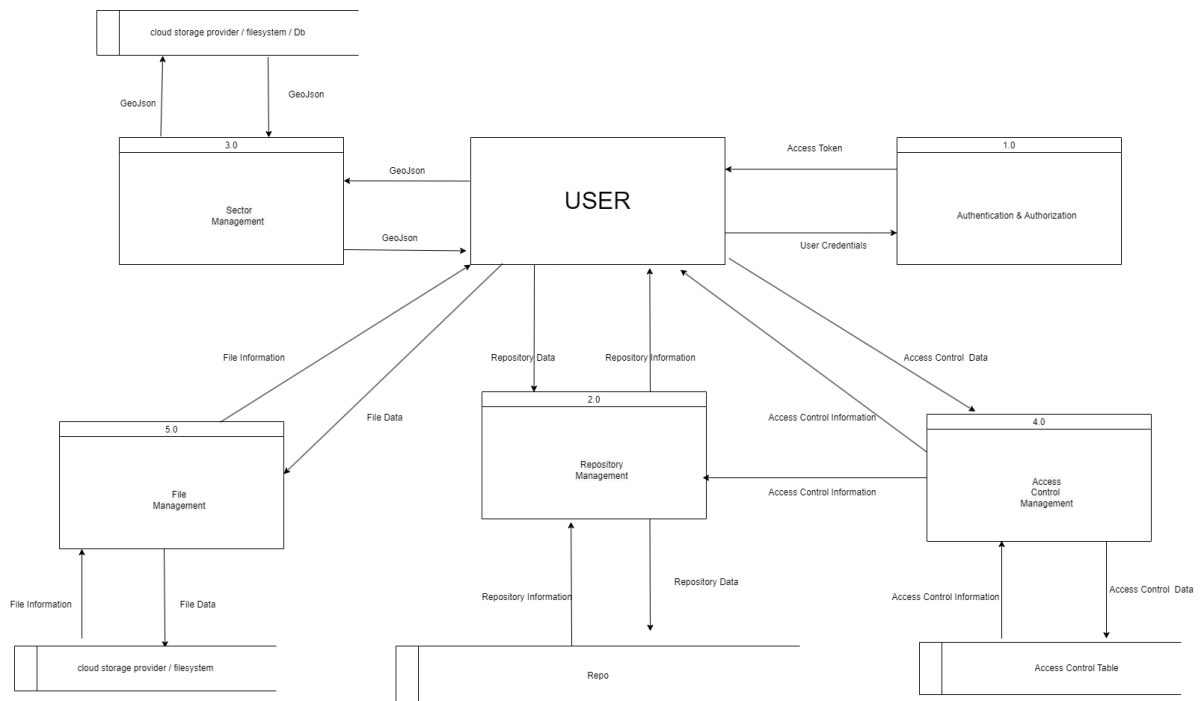 cloud storage provider / filesystem / Db
GeoJson
GeoJson
3.0
Sector
Management
GeoJson
GeoJson
USER
Access Token
User Credentials
1.0
Authentication & Authorization
File Information
File Data
Repository Data
Repository Information
Access Control Data
Access Control Information
5.0
File
Management
2.0
Repository
Management
Access Control Information
4.0
Access
Control
Management
File Information
File Data
Repository Information
Repository Data
Access Control Information
Access Control Data
cloud storage provider / filesystem
Repo
Access Control Table